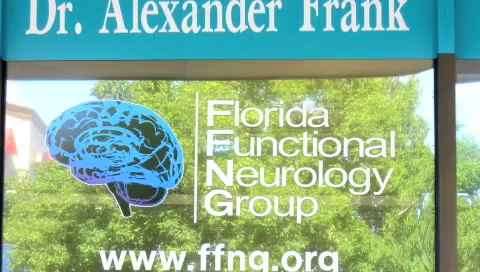 Dr. Alexander Frank
Florida
Functional
Neurology
Group
www.ffng.org